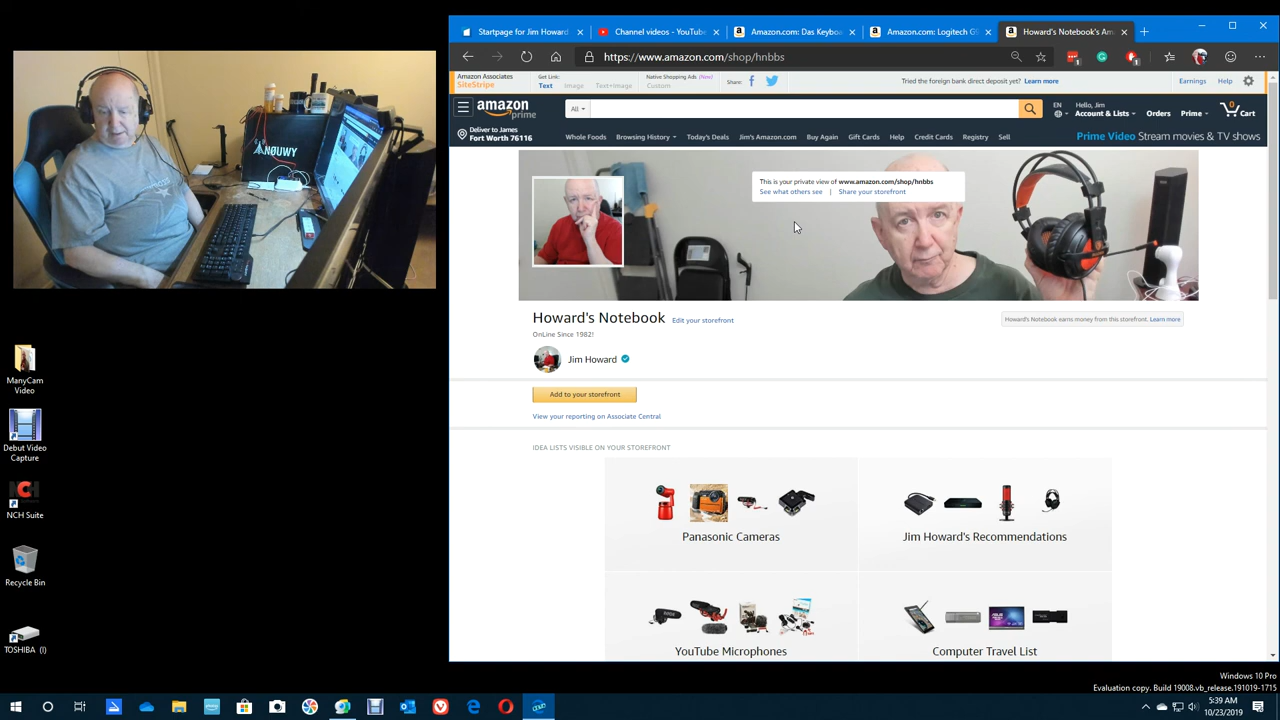 Startpage for Jim Howard
Channel videos - YouTube
Amazon.com: Das Keybo
Amazon.com: Logitech G
Howard's Notebook's Am
https://www.amazon.com/shop/hnbbs
Amazon Associates
SiteStripe
Get Link:
Text Image Text+Image
Native Shopping Ads (New)
Custom
Share:
Tried the foreign bank direct deposit yet? Learn more
Earnings Help
amazon
prime
All
EN
Hello, Jim
Account & Lists
Orders
Prime
0
Cart
Deliver to James
Fort Worth 76116
Whole Foods Browsing History Today's Deals Jim's Amazon.com Buy Again Gift Cards Help Credit Cards Registry Sell
Prime Video Stream movies & TV shows
This is your private view of www.amazon.com/shop/hnbbs
See what others see | Share your storefront
NOUWY
Howard's Notebook Edit your storefront
Howard's Notebook earns money from this storefront. Learn more
OnLine Since 1982!
Jim Howard
Add to your storefront
View your reporting on Associate Central
IDEA LISTS VISIBLE ON YOUR STOREFRONT
Panasonic Cameras
Jim Howard's Recommendations
YouTube Microphones
Computer Travel List
ManyCam
Video
Debut Video
Capture
NCH Suite
Recycle Bin
TOSHIBA (I)
Windows 10 Pro
Evaluation copy. Build 19008.vb_release.191019-1715
5:39 AM
10/23/2019